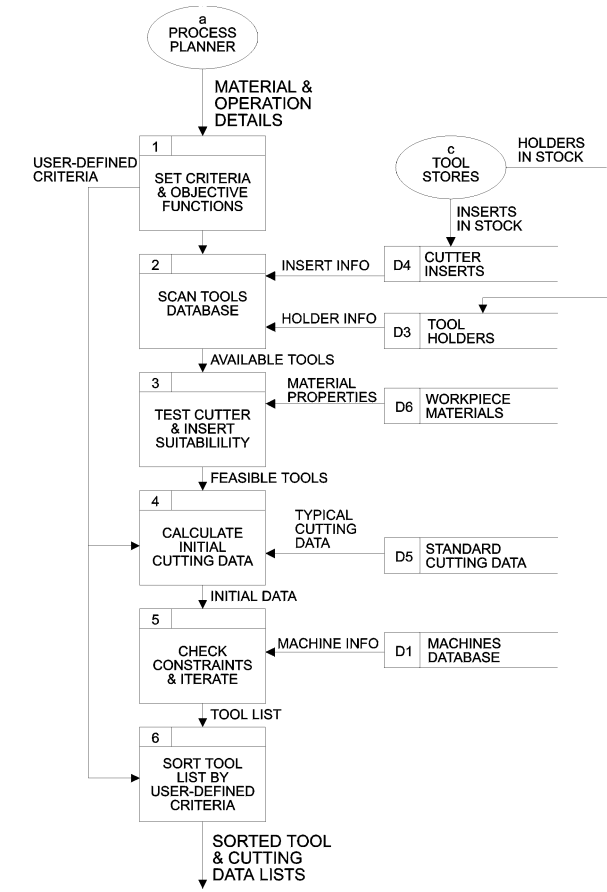 a
PROCESS
PLANNER
MATERIAL &
OPERATION
DETAILS
USER-DEFINED
CRITERIA
1
SET CRITERIA
& OBJECTIVE
FUNCTIONS
c
TOOL
STORES
HOLDERS
IN STOCK
INSERTS
IN STOCK
2
SCAN TOOLS
DATABASE
INSERT INFO
D4
CUTTER
INSERTS
HOLDER INFO
D3
TOOL
HOLDERS
AVAILABLE TOOLS
3
TEST CUTTER
& INSERT
SUITABILILITY
MATERIAL
PROPERTIES
D6
WORKPIECE
MATERIALS
FEASIBLE TOOLS
4
CALCULATE
INITIAL
CUTTING DATA
TYPICAL
CUTTING
DATA
D5
STANDARD
CUTTING DATA
INITIAL DATA
5
CHECK
CONSTRAINTS
& ITERATE
MACHINE INFO
D1
MACHINES
DATABASE
TOOL LIST
6
SORT TOOL
LIST BY
USER-DEFINED
CRITERIA
SORTED TOOL
& CUTTING
DATA LISTS